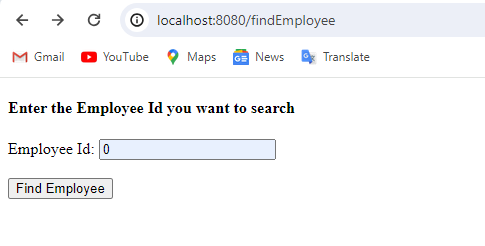 localhost:8080/findEmployee
Gmail YouTube Maps News Translate
Enter the Employee Id you want to search
Employee Id: 0
Find Employee